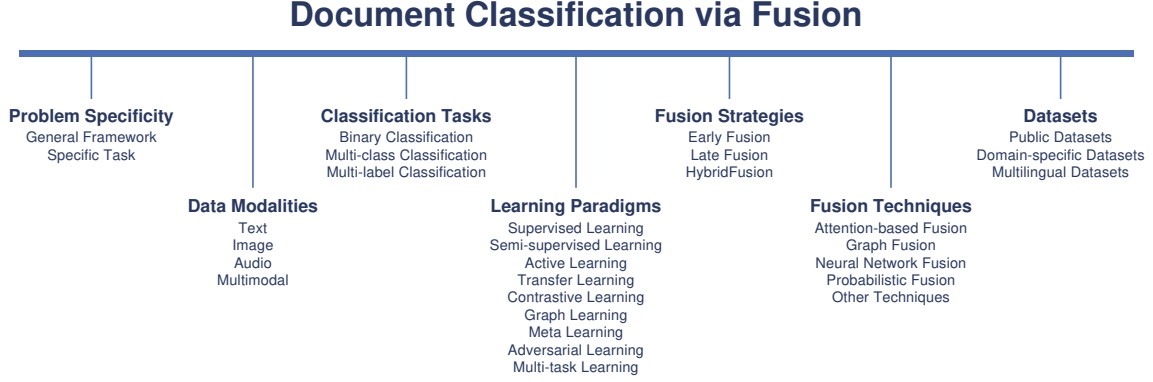 Document Classification via Fusion
Problem Specificity
General Framework
Specific Task
Data Modalities
Text
Image
Audio
Multimodal
Classification Tasks
Binary Classification
Multi-class Classification
Multi-label Classification
Learning Paradigms
Supervised Learning
Semi-supervised Learning
Active Learning
Transfer Learning
Contrastive Learning
Graph Learning
Meta Learning
Adversarial Learning
Multi-task Learning
Fusion Strategies
Early Fusion
Late Fusion
HybridFusion
Fusion Techniques
Attention-based Fusion
Graph Fusion
Neural Network Fusion
Probabilistic Fusion
Other Techniques
Datasets
Public Datasets
Domain-specific Datasets
Multilingual Datasets